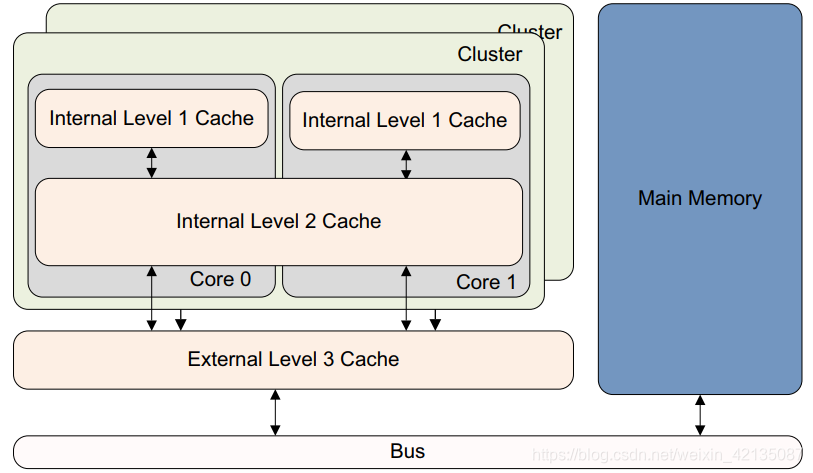 Cluster
Cluster
Internal Level 1 Cache
Internal Level 1 Cache
Internal Level 2 Cache
Core 0
Core 1
External Level 3 Cache
Main Memory
Bus
https://blog.csdn.net/weixin_42135087